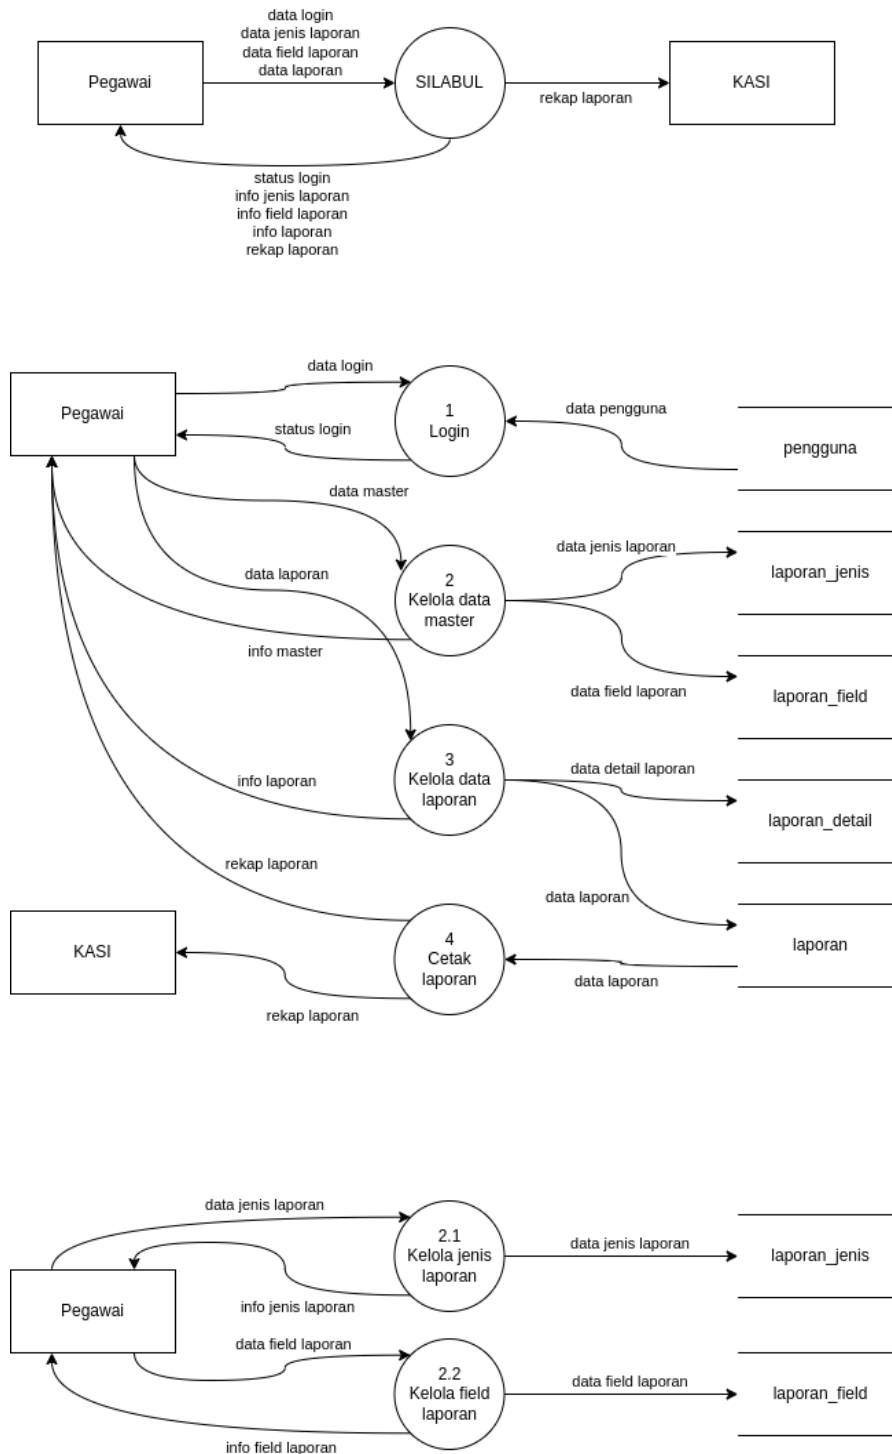 data login
data jenis laporan
data field laporan
data laporan
Pegawai
SILABUL
KASI
rekap laporan
status login
info jenis laporan
info field laporan
info laporan
rekap laporan
data login
1
Login
Pegawai
data pengguna
status login
pengguna
data master
data jenis laporan
laporan_jenis
data laporan
2
Kelola data
master
info master
data field laporan
laporan_field
3
Kelola data
laporan
data detail laporan
info laporan
laporan_detail
rekap laporan
data laporan
4
Cetak
laporan
KASI
laporan
data laporan
rekap laporan
data jenis laporan
2.1
Kelola jenis
laporan
data jenis laporan
laporan_jenis
info jenis laporan
Pegawai
data field laporan
2.2
Kelola field
laporan
data field laporan
laporan_field
info field laporan